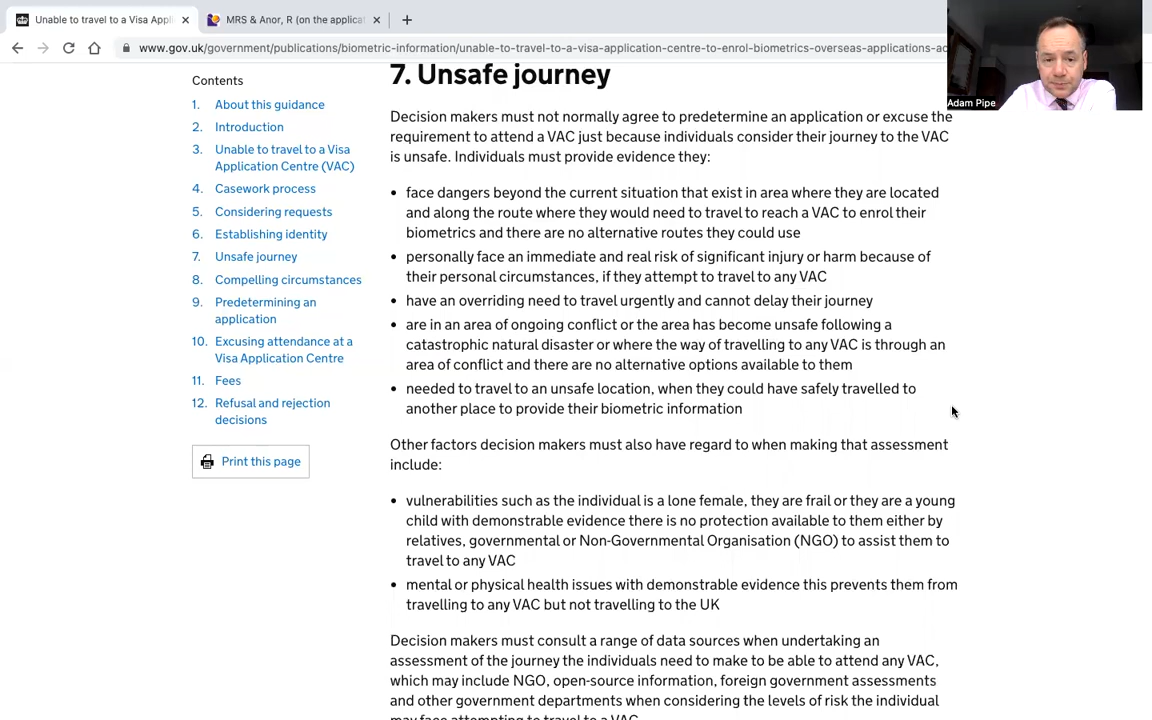 Unable to travel to a Visa Appli
MRS & Anor, R (on the applicat
www.gov.uk/government/publications/biometric-information/unable-to-travel-to-a-visa-application-centre-to-enrol-biometrics-overseas-applications-ac
Adam Pipe
Contents
1. About this guidance
2. Introduction
3. Unable to travel to a Visa
Application Centre (VAC)
4. Casework process
5. Considering requests
6. Establishing identity
7. Unsafe journey
8. Compelling circumstances
9. Predetermining an
application
10. Excusing attendance at a
Visa Application Centre
11. Fees
12. Refusal and rejection
decisions
Print this page
7. Unsafe journey
Decision makers must not normally agree to predetermine an application or excuse the
requirement to attend a VAC just because individuals consider their journey to the VAC
is unsafe. Individuals must provide evidence they:
• face dangers beyond the current situation that exist in area where they are located
and along the route where they would need to travel to reach a VAC to enrol their
biometrics and there are no alternative routes they could use
• personally face an immediate and real risk of significant injury or harm because of
their personal circumstances, if they attempt to travel to any VAC
• have an overriding need to travel urgently and cannot delay their journey
• are in an area of ongoing conflict or the area has become unsafe following a
catastrophic natural disaster or where the way of travelling to any VAC is through an
area of conflict and there are no alternative options available to them
• needed to travel to an unsafe location, when they could have safely travelled to
another place to provide their biometric information
Other factors decision makers must also have regard to when making that assessment
include:
• vulnerabilities such as the individual is a lone female, they are frail or they are a young
child with demonstrable evidence there is no protection available to them either by
relatives, governmental or Non-Governmental Organisation (NGO) to assist them to
travel to any VAC
• mental or physical health issues with demonstrable evidence this prevents them from
travelling to any VAC but not travelling to the UK
Decision makers must consult a range of data sources when undertaking an
assessment of the journey the individuals need to make to be able to attend any VAC,
which may include NGO, open-source information, foreign government assessments
and other government departments when considering the levels of risk the individual
may face attempting to travel to a VAC.